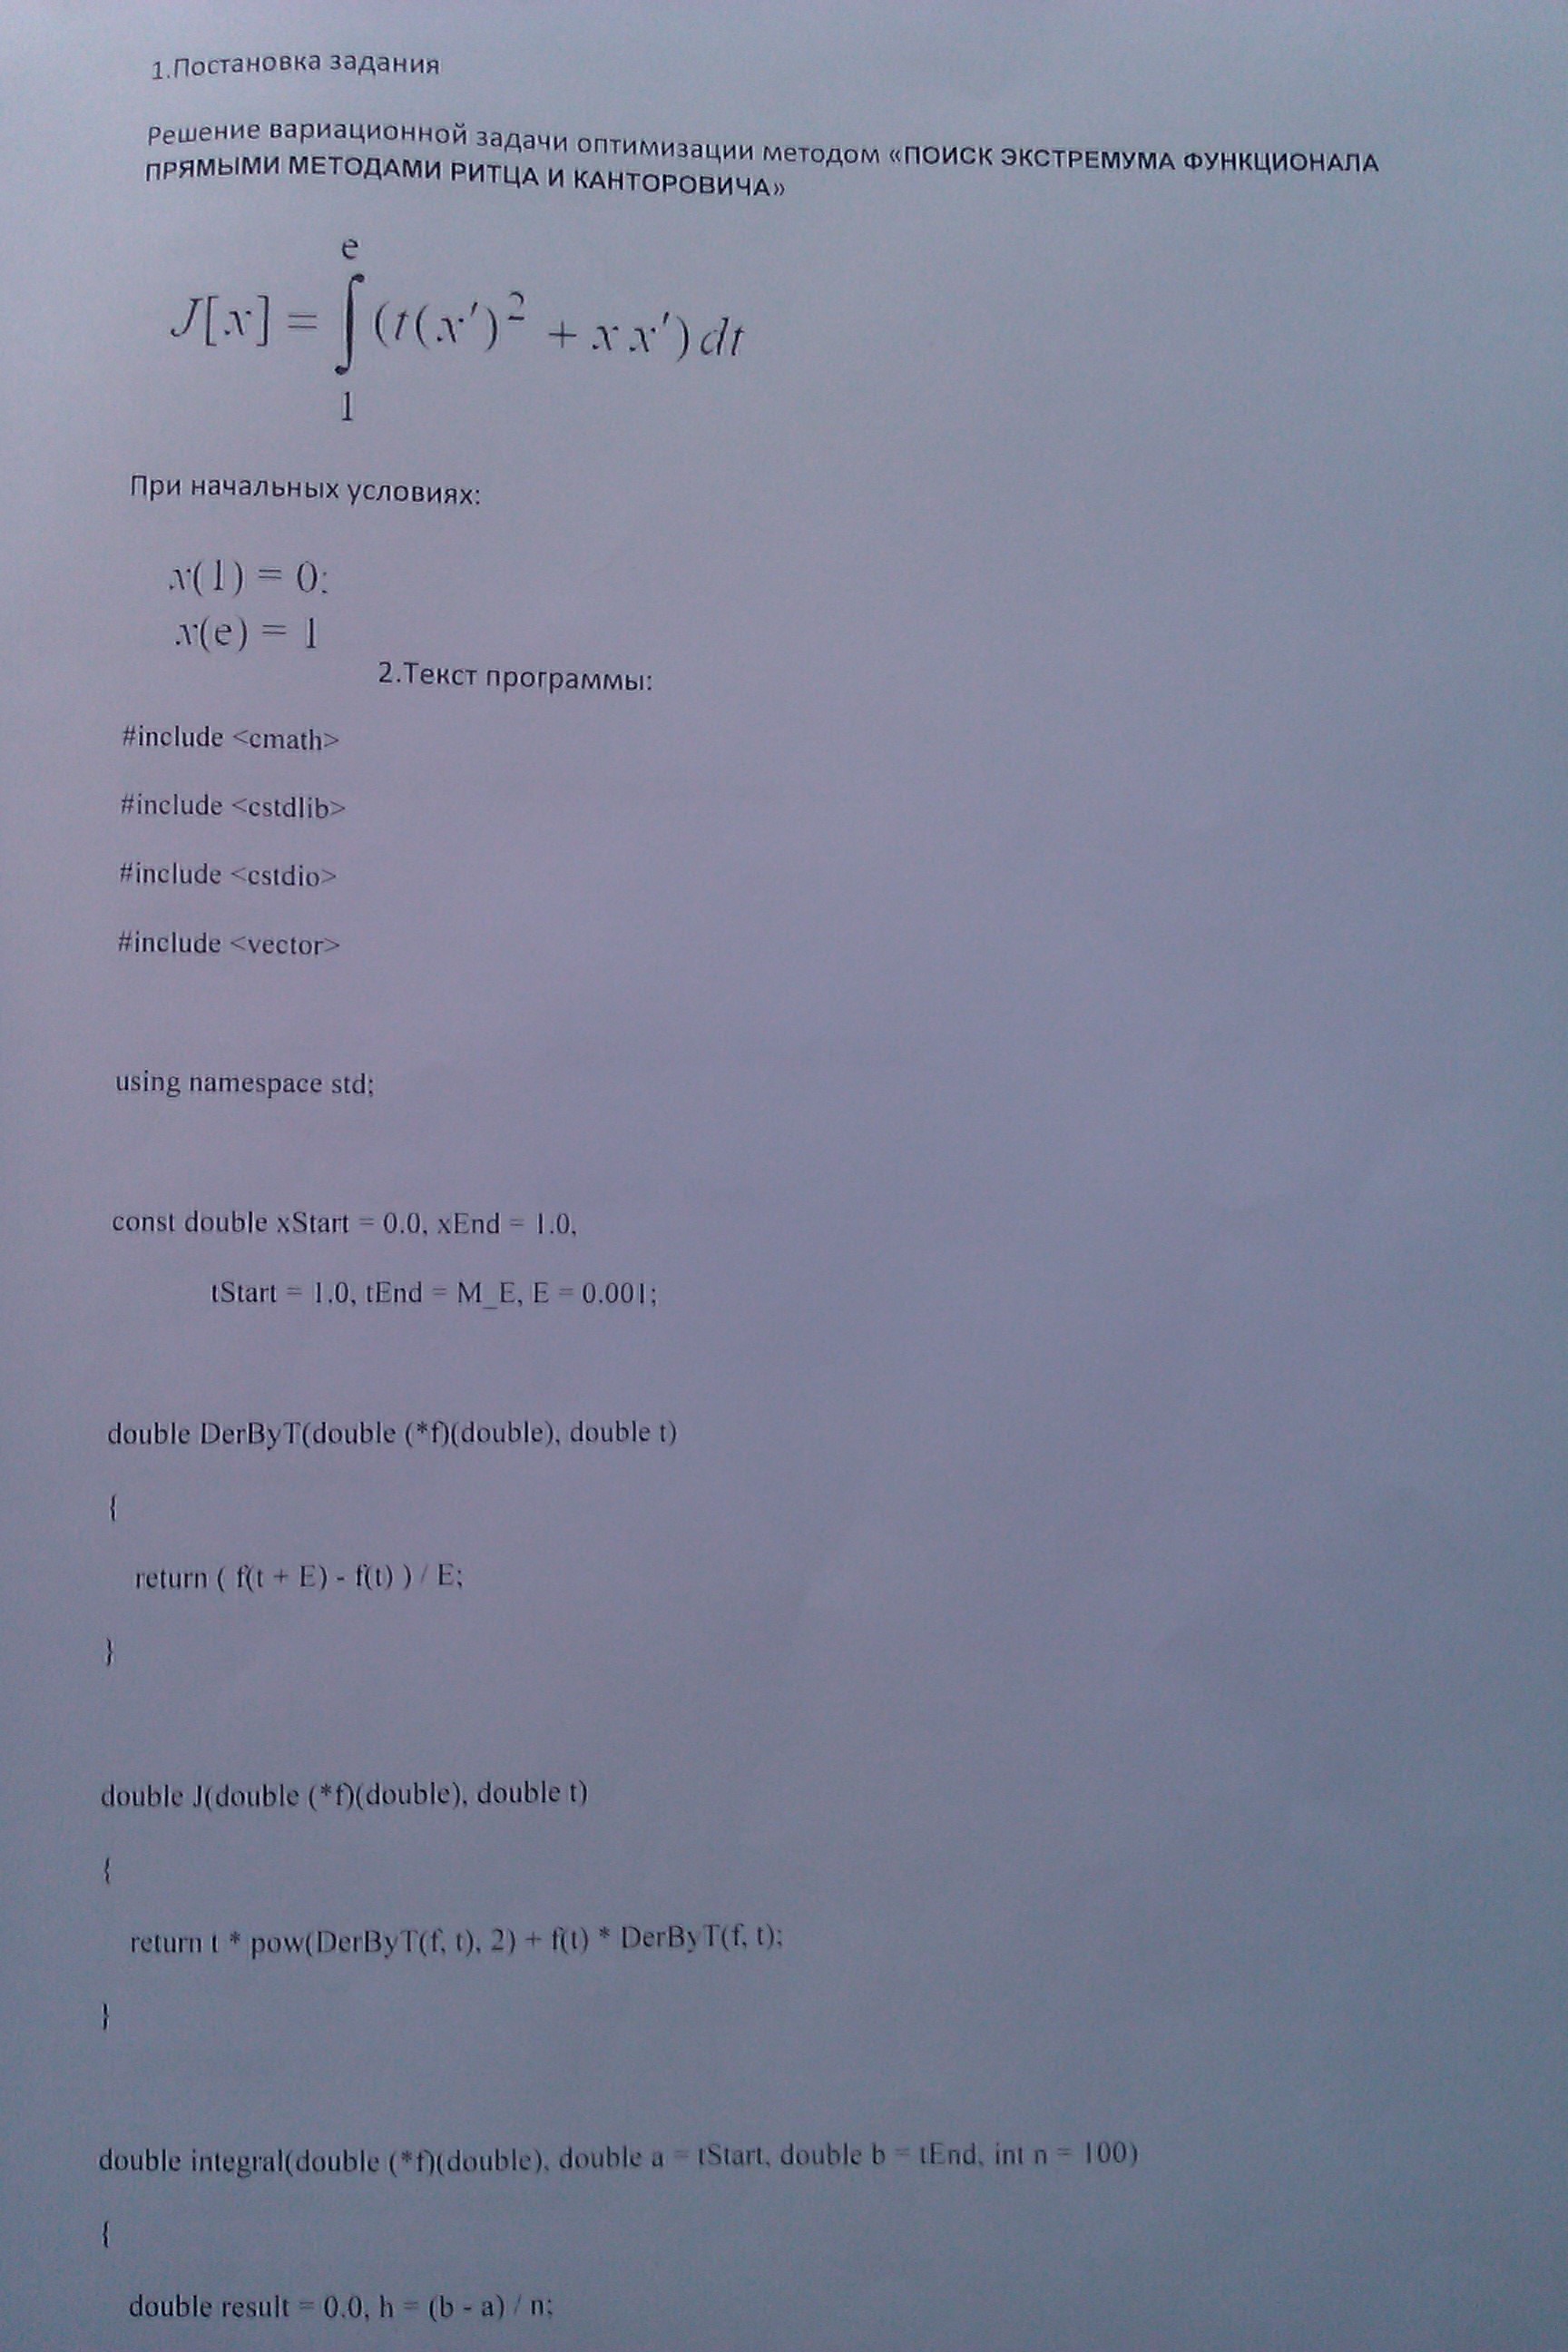 1.Постановка задания
Решение вариационной задачи оптимизации методом «ПОИСК ЭКСТРЕМУМА ФУНКЦИОНАЛА
ПРЯМЫМИ МЕТОДАМИ РИТЦА И КАНТОРОВИЧА»
e
J[x] = ∫ (t(x′)² + x x′) dt
1
При начальных условиях:
x(1) = 0;
x(e) = 1
2.Текст программы:
#include <cmath>
#include <cstdlib>
#include <cstdio>
#include <vector>
using namespace std;
const double xStart = 0.0, xEnd = 1.0,
tStart = 1.0, tEnd = M_E, E = 0.001;
double DerByT(double (*f)(double), double t)
{
return ( f(t + E) - f(t) ) / E;
}
double J(double (*f)(double), double t)
{
return t * pow(DerByT(f, t), 2) + f(t) * DerByT(f, t);
}
double integral(double (*f)(double), double a = tStart, double b = tEnd, int n = 100)
{
double result = 0.0, h = (b - a) / n;